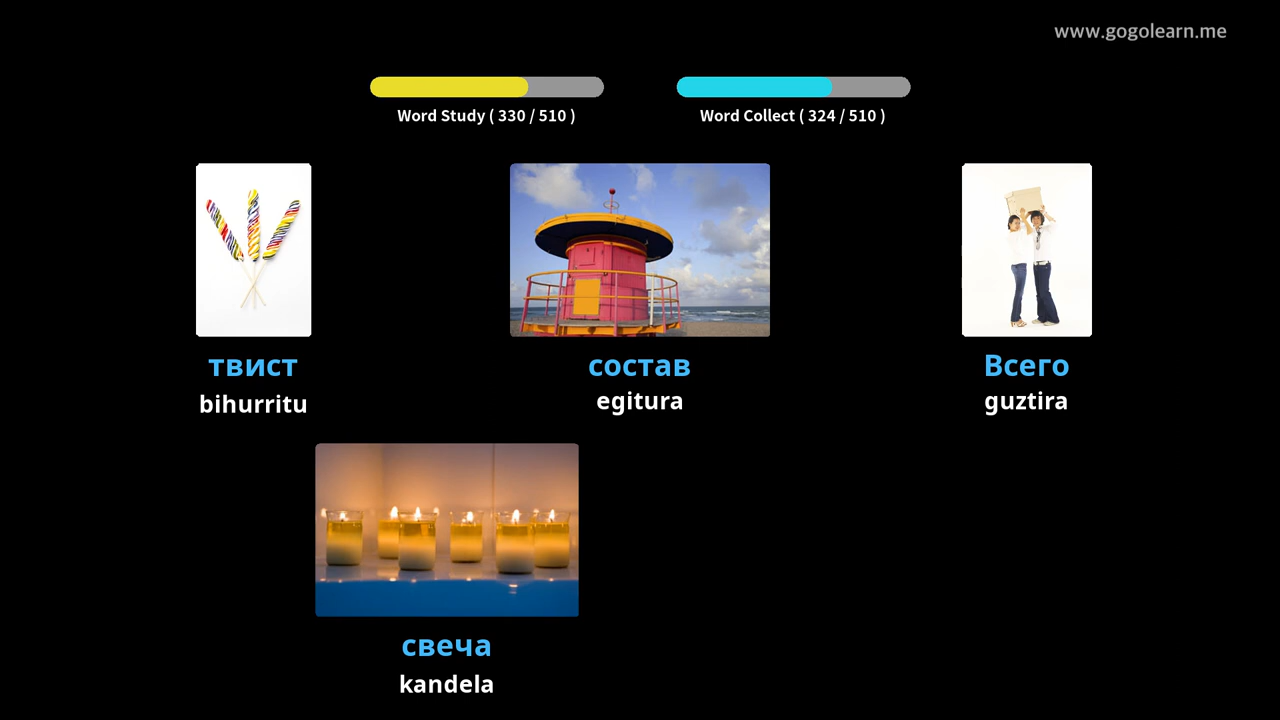 www.gogolearn.me
Word Study ( 330 / 510 )
Word Collect ( 324 / 510 )
твист
bihurritu
состав
egitura
Всего
guztira
свеча
kandela